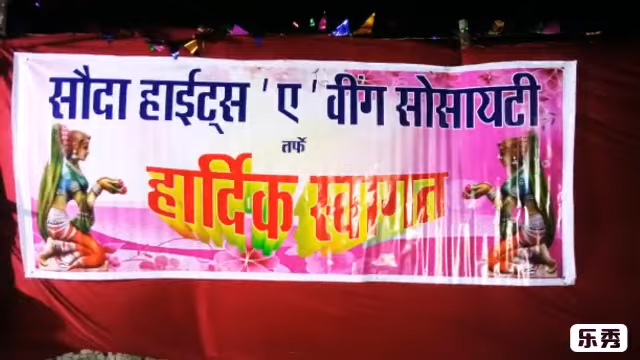 सौदा हाईट्स 'ए' वींग सोसायटी
तर्फे
हार्दिक स्वागत
乐秀